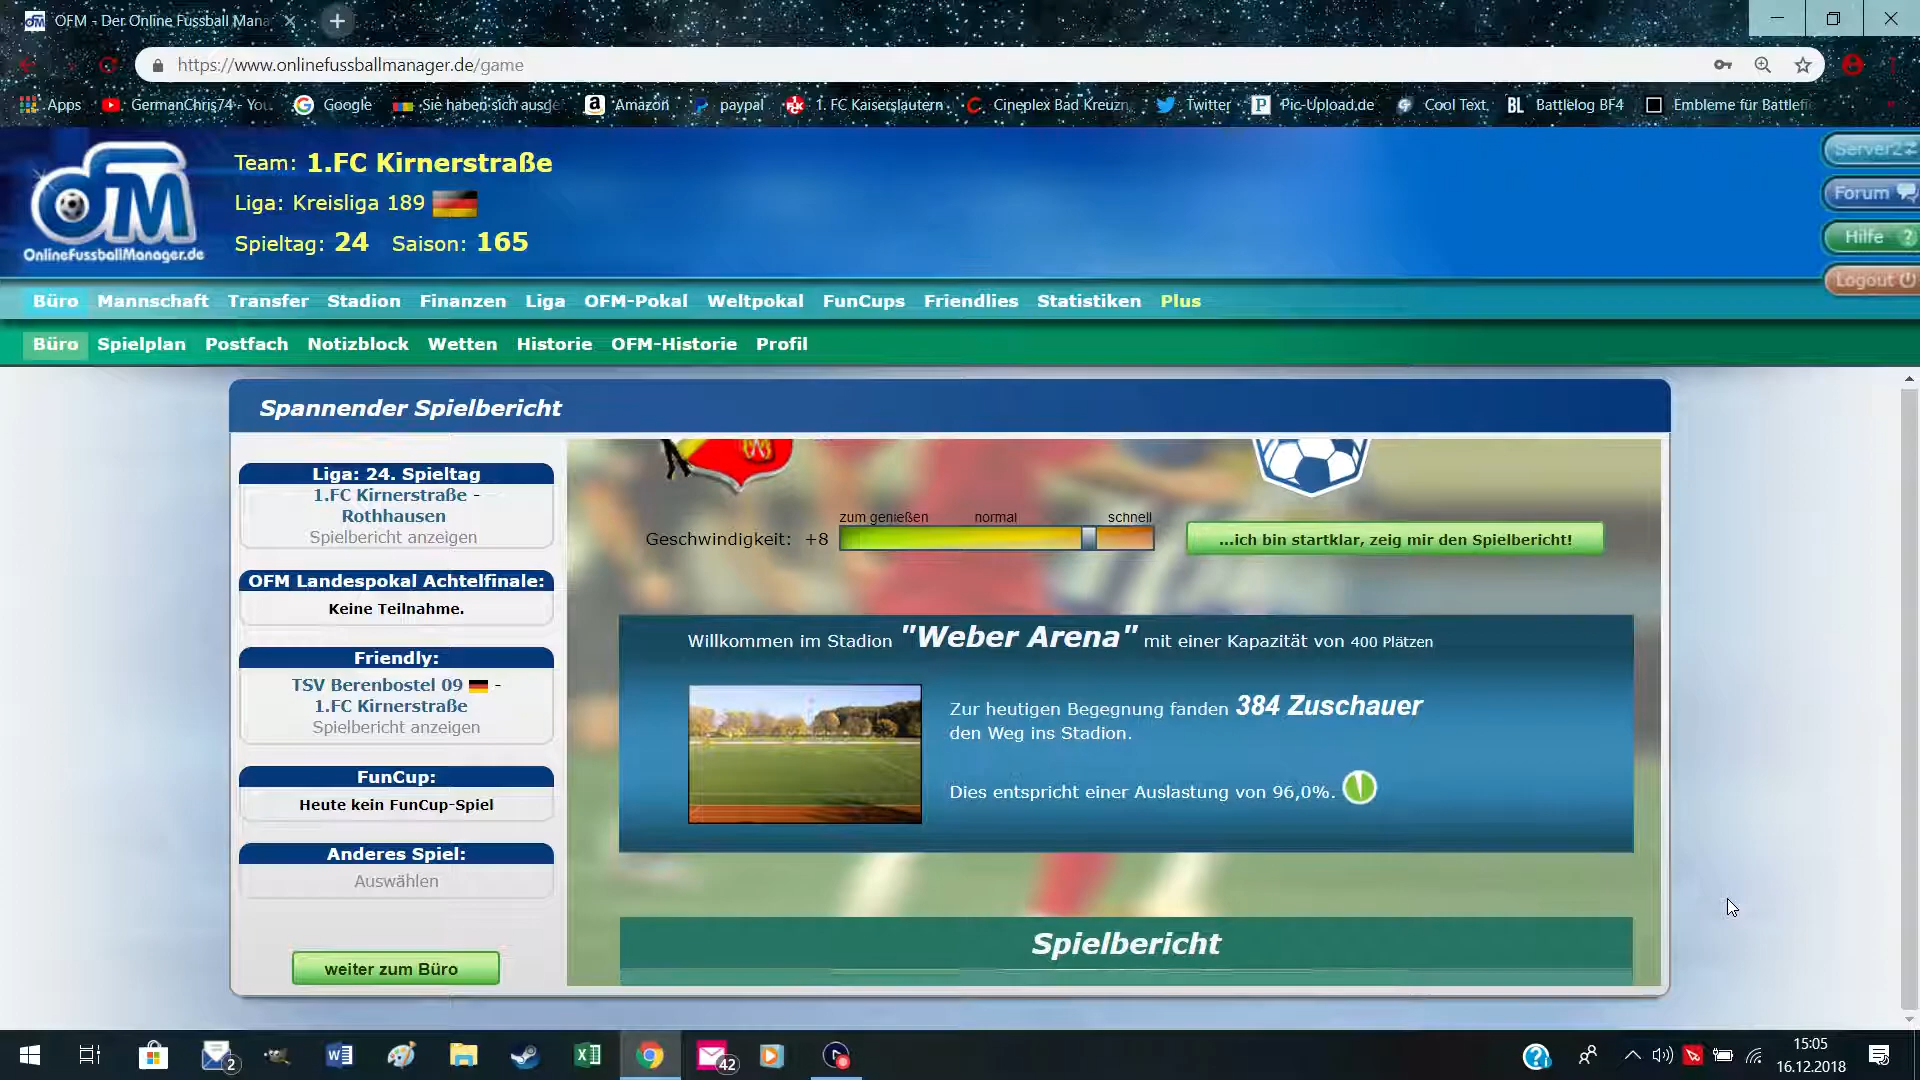 OFM - Der Online Fussball Mana
https://www.onlinefussballmanager.de/game
Apps
GermanChris74 - You
Google
Sie haben sich ausge
Amazon
paypal
1. FC Kaiserslautern
Cineplex Bad Kreuzn
Twitter
Pic-Upload.de
Cool Text
BL Battlelog BF4
Embleme für Battlefi
OFM
OnlineFussballManager.de
Team: 1.FC Kirnerstraße
Liga: Kreisliga 189
Spieltag: 24 Saison: 165
Server2
Forum
Hilfe ?
Logout
Büro Mannschaft Transfer Stadion Finanzen Liga OFM-Pokal Weltpokal FunCups Friendlies Statistiken Plus
Büro Spielplan Postfach Notizblock Wetten Historie OFM-Historie Profil
Spannender Spielbericht
Liga: 24. Spieltag
1.FC Kirnerstraße -
Rothhausen
Spielbericht anzeigen
OFM Landespokal Achtelfinale:
Keine Teilnahme.
Friendly:
TSV Berenbostel 09 -
1.FC Kirnerstraße
Spielbericht anzeigen
FunCup:
Heute kein FunCup-Spiel
Anderes Spiel:
Auswählen
weiter zum Büro
zum genießen normal schnell
Geschwindigkeit: +8
...ich bin startklar, zeig mir den Spielbericht!
Willkommen im Stadion "Weber Arena" mit einer Kapazität von 400 Plätzen
Zur heutigen Begegnung fanden 384 Zuschauer
den Weg ins Stadion.
Dies entspricht einer Auslastung von 96,0%.
Spielbericht
2
42
15:05
16.12.2018